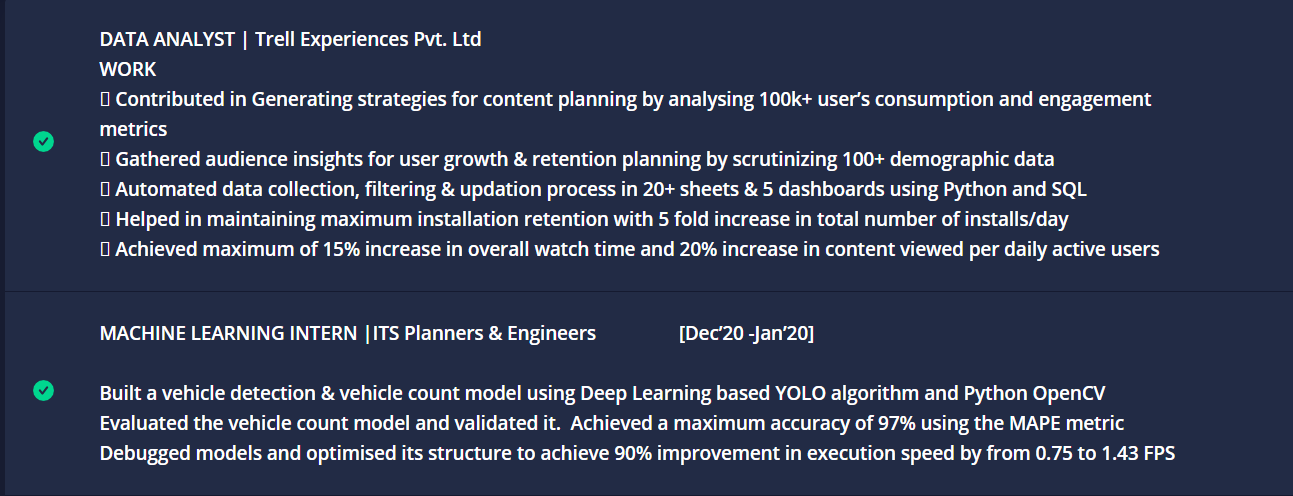 DATA ANALYST | Trell Experiences Pvt. Ltd
WORK
▯ Contributed in Generating strategies for content planning by analysing 100k+ user’s consumption and engagement
metrics
▯ Gathered audience insights for user growth & retention planning by scrutinizing 100+ demographic data
▯ Automated data collection, filtering & updation process in 20+ sheets & 5 dashboards using Python and SQL
▯ Helped in maintaining maximum installation retention with 5 fold increase in total number of installs/day
▯ Achieved maximum of 15% increase in overall watch time and 20% increase in content viewed per daily active users
MACHINE LEARNING INTERN |ITS Planners & Engineers [Dec’20 -Jan’20]
Built a vehicle detection & vehicle count model using Deep Learning based YOLO algorithm and Python OpenCV
Evaluated the vehicle count model and validated it.  Achieved a maximum accuracy of 97% using the MAPE metric
Debugged models and optimised its structure to achieve 90% improvement in execution speed by from 0.75 to 1.43 FPS